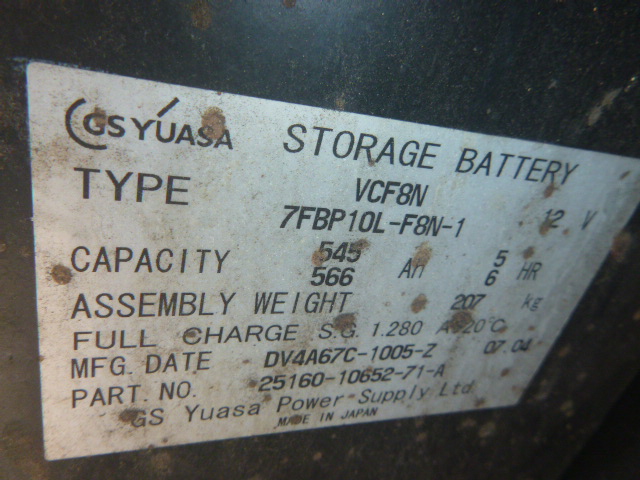 GS YUASA STORAGE BATTERY
TYPE VCF8N
7FBP10L-F8N-1 12 V
CAPACITY 545 Ah 5 HR
566 6
ASSEMBLY WEIGHT 207 kg
FULL CHARGE S.G. 1.280 At 20°C
MFG. DATE DV4A67C-1005-Z 07.04
PART. NO. 25160-10652-71-A
GS Yuasa Power Supply Ltd.
MADE IN JAPAN